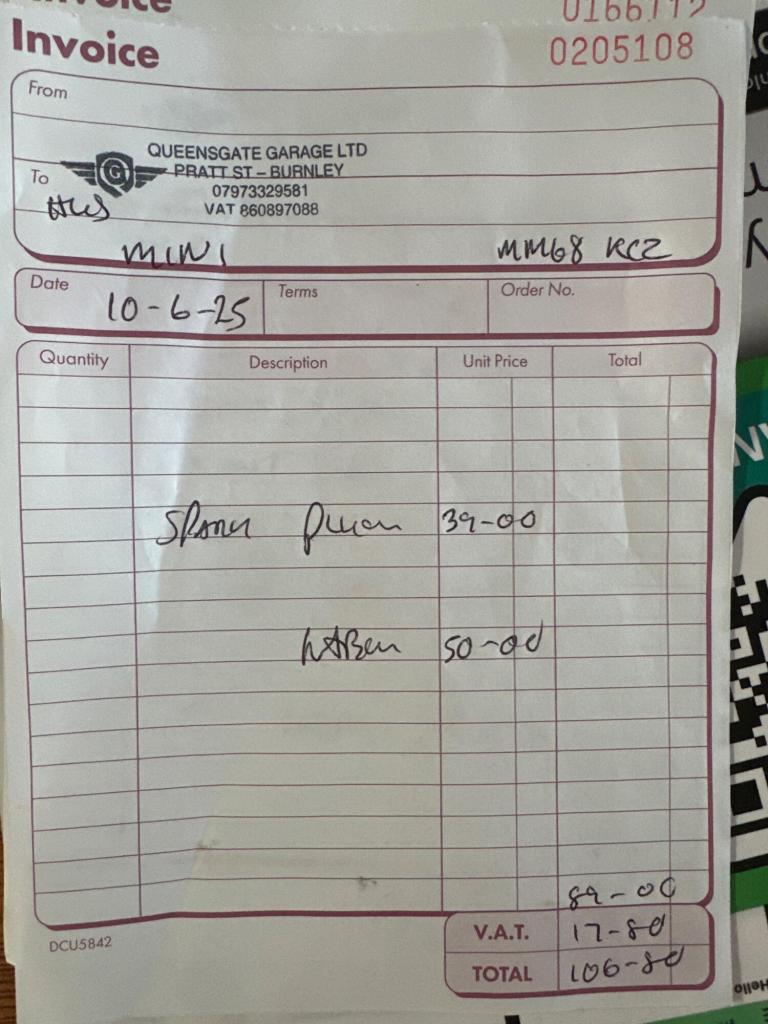 0166112
Invoice
0205108
From
QUEENSGATE GARAGE LTD
PRATT ST – BURNLEY
07973329581
VAT 860897088
G
To
MINI MM68 KCZ
Date 10-6-25 Terms Order No.
Quantity Description Unit Price Total
39-00
50-00
89-00
V.A.T. 17-80
TOTAL 106-80
DCU5842
Hello